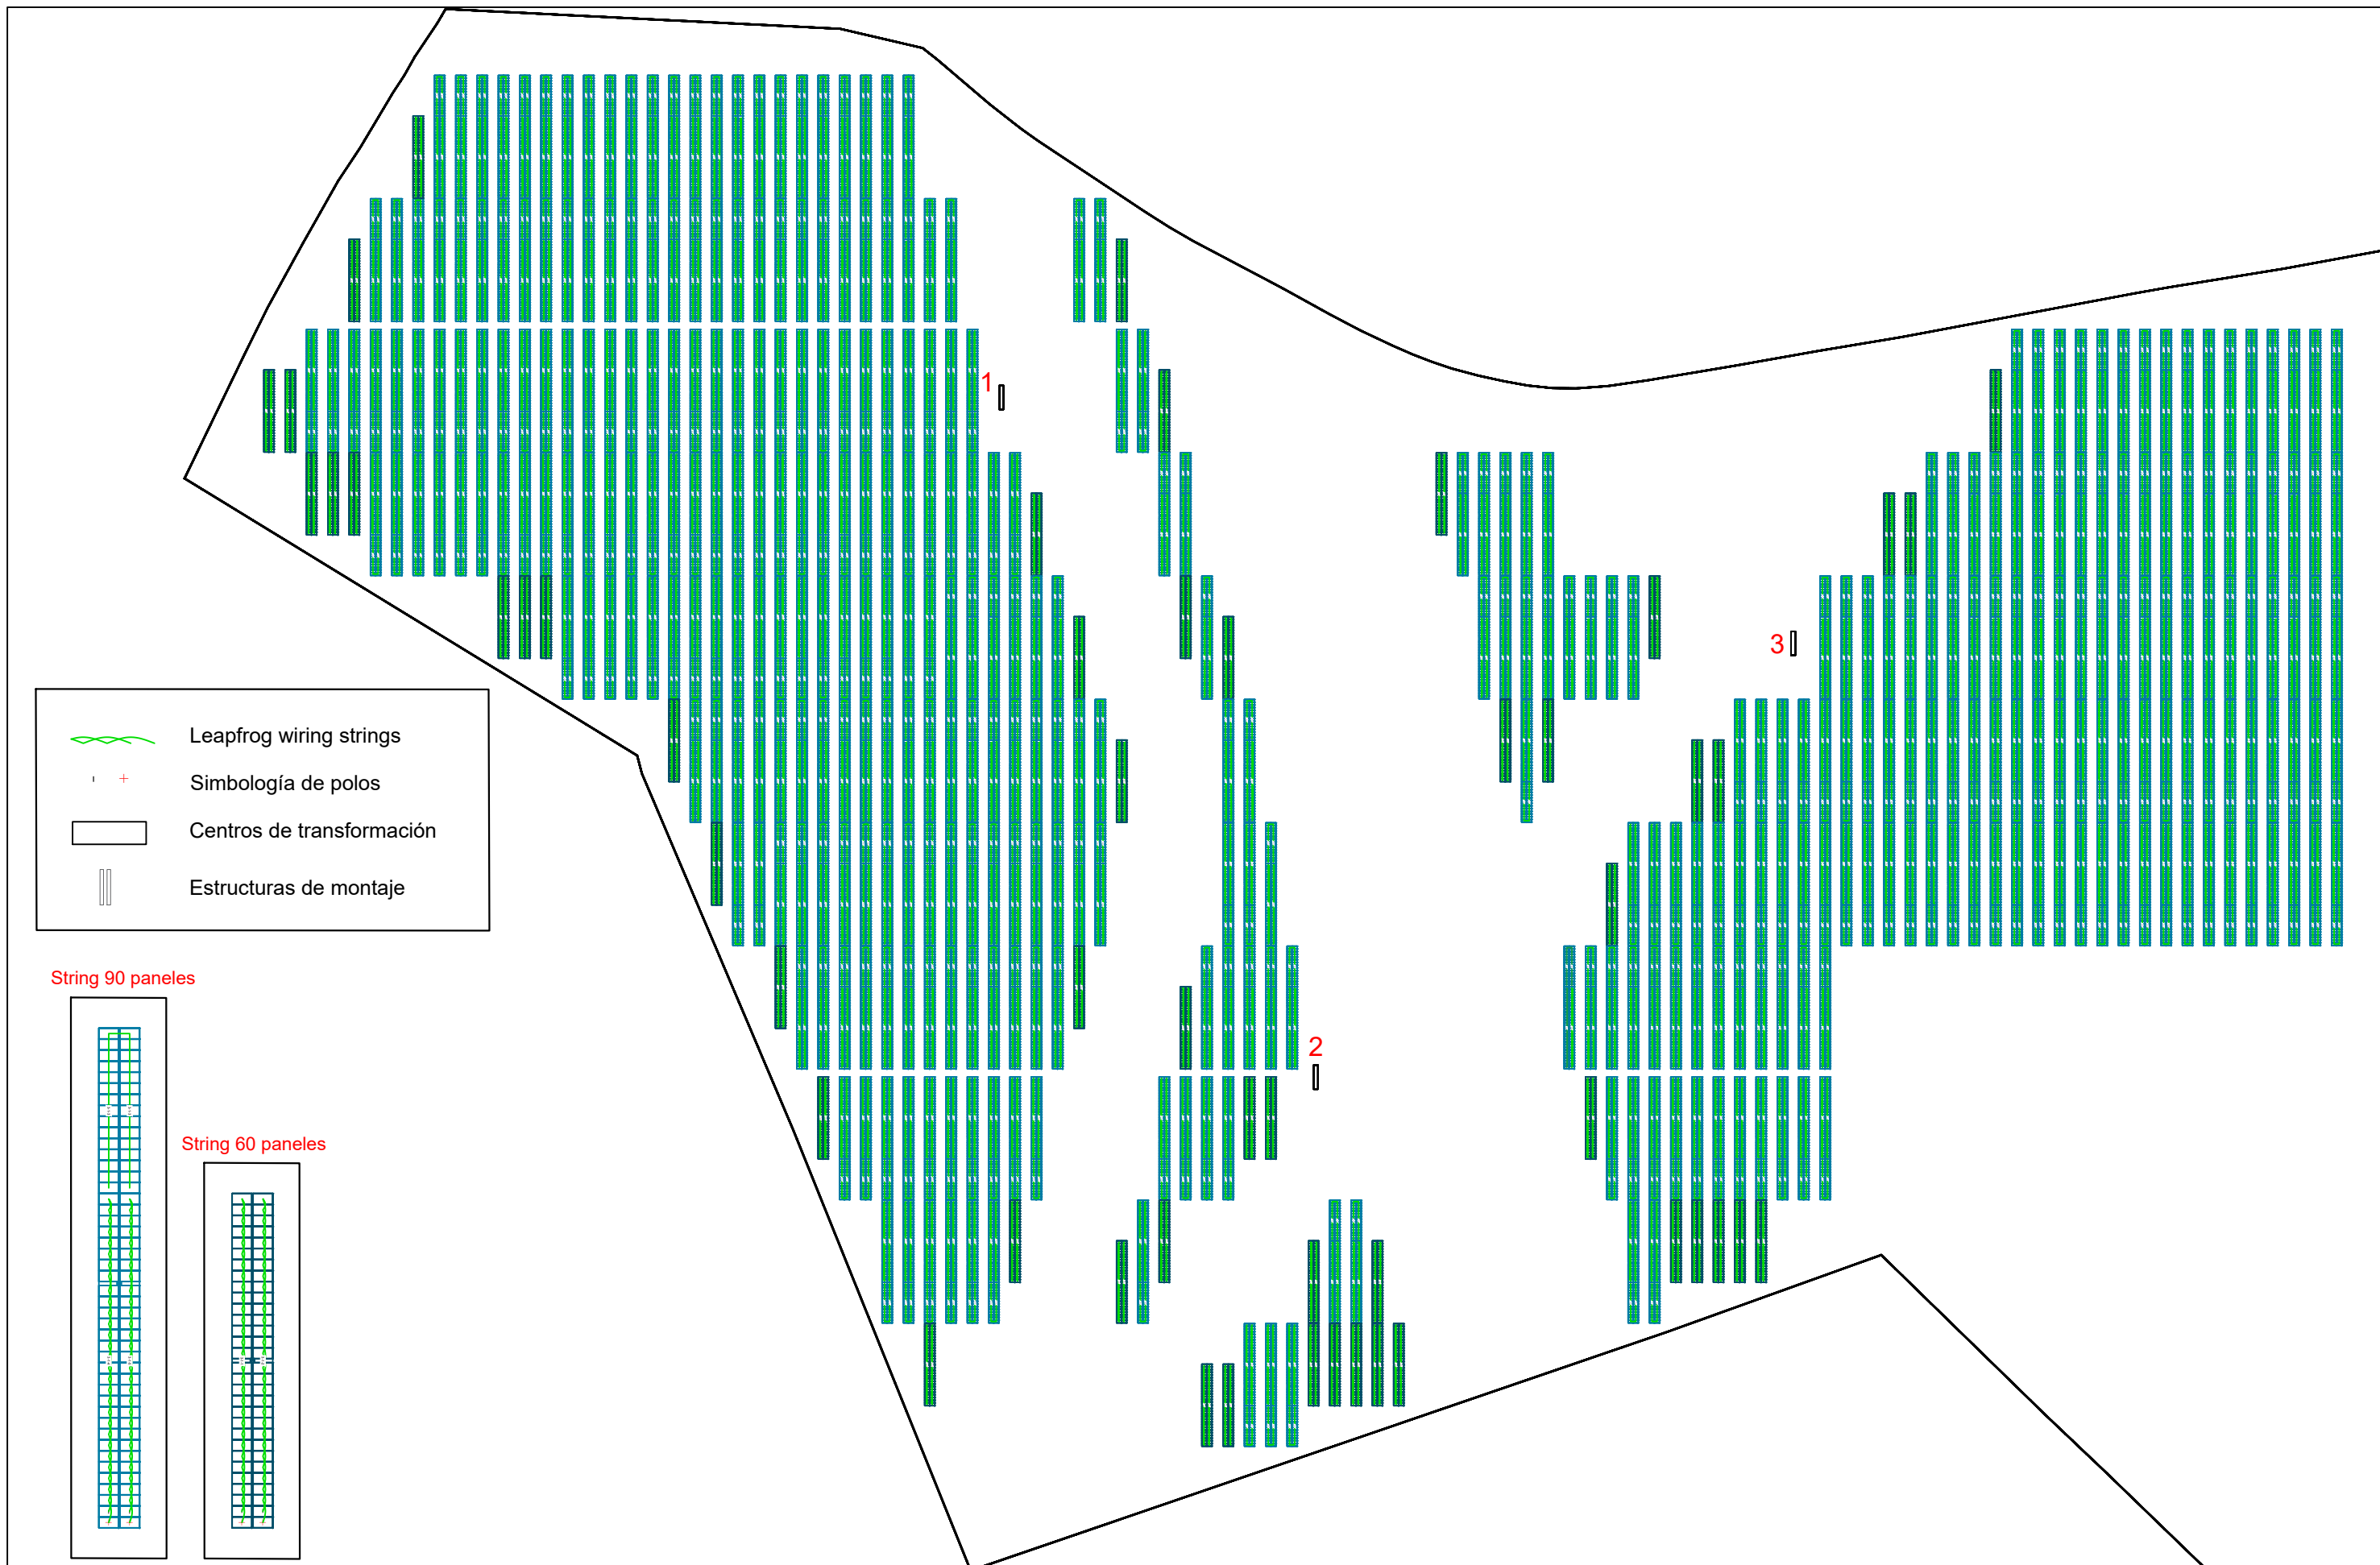 1
3
Leapfrog wiring strings
Simbología de polos
Centros de transformación
Estructuras de montaje
String 90 paneles
2
String 60 paneles